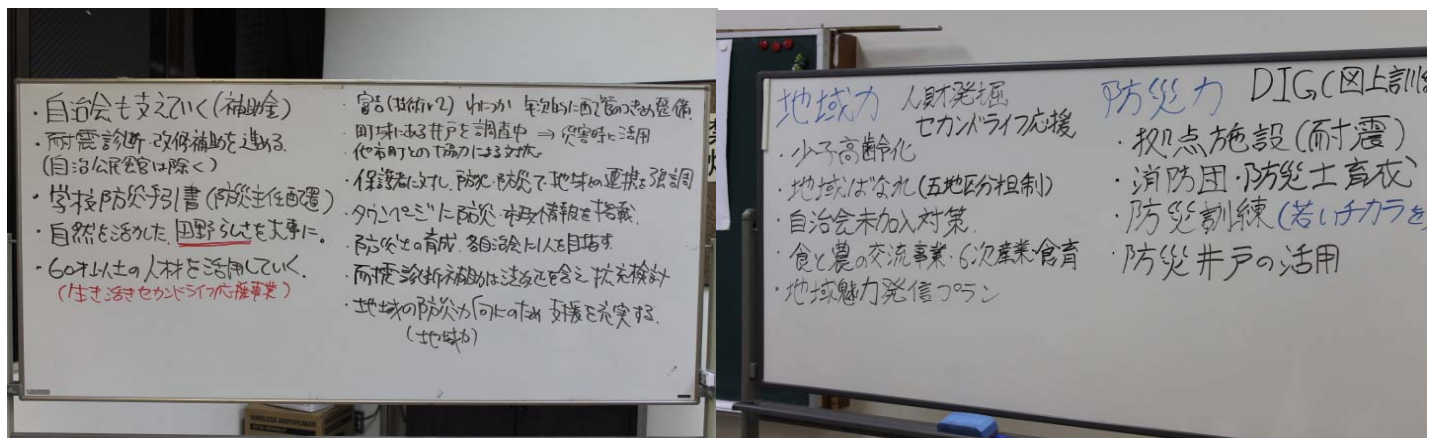 ・自治会も支えていく(補助金)
・耐震診断・改修補助を進める.
(自治公民館は除く)
・学校防災手引書(防災主任配置)
・自然を活かした、田野らしさを大事に。
・60才以上の人材を活用していく.
(生き活きセカンドライフ応援事業)
年次的に配管のつぎめ整備.
・町域にある井戸を調査中 ⇒ 災害時に活用
・他市町との協力による対応
・保護者に対し、防犯・防災で地域の連携を強調
・タウンページに防災 情報を掲載.
・防災士の育成、各自治会に1人を目指す.
・耐震診断補助は法改正を含え、拡充検討
・地域の防災力向上のため 支援を充実する.
(地域力)
地域力 人財発掘
セカンドライフ応援
・少子高齢化
・地域ばなれ(五地区分担制)
・自治会未加入対策.
・食と農の交流事業・6次産業・食育
・地域魅力発信プラン
防災力 DIG(図上訓練
・拠点施設(耐震)
・消防団・防災士育成
・防災訓練(若いチカラを
・防災井戸の活用